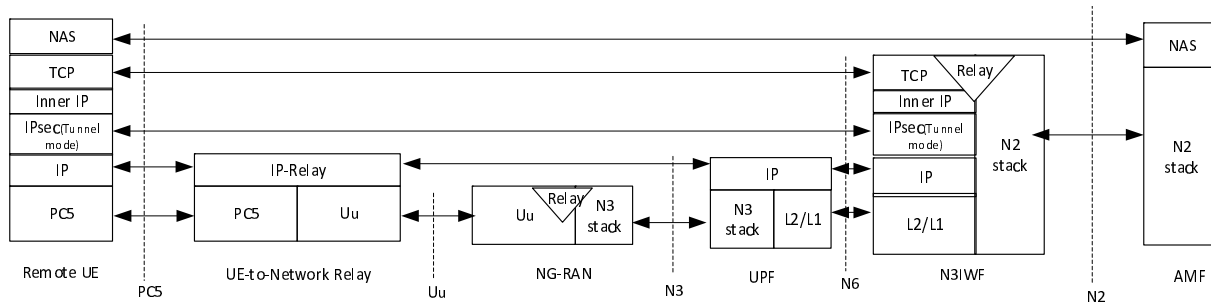 NAS
TCP
Inner IP
IPsec(Tunnel
mode)
IP
PC5
Remote UE
PC5
IP-Relay
PC5
Uu
UE-to-Network Relay
Uu
Uu
Relay
N3
stack
NG-RAN
N3
IP
N3
stack
L2/L1
UPF
N6
TCP
Relay
Inner IP
IPsec(Tunnel
mode)
IP
L2/L1
N2
stack
N3IWF
N2
NAS
N2
stack
AMF